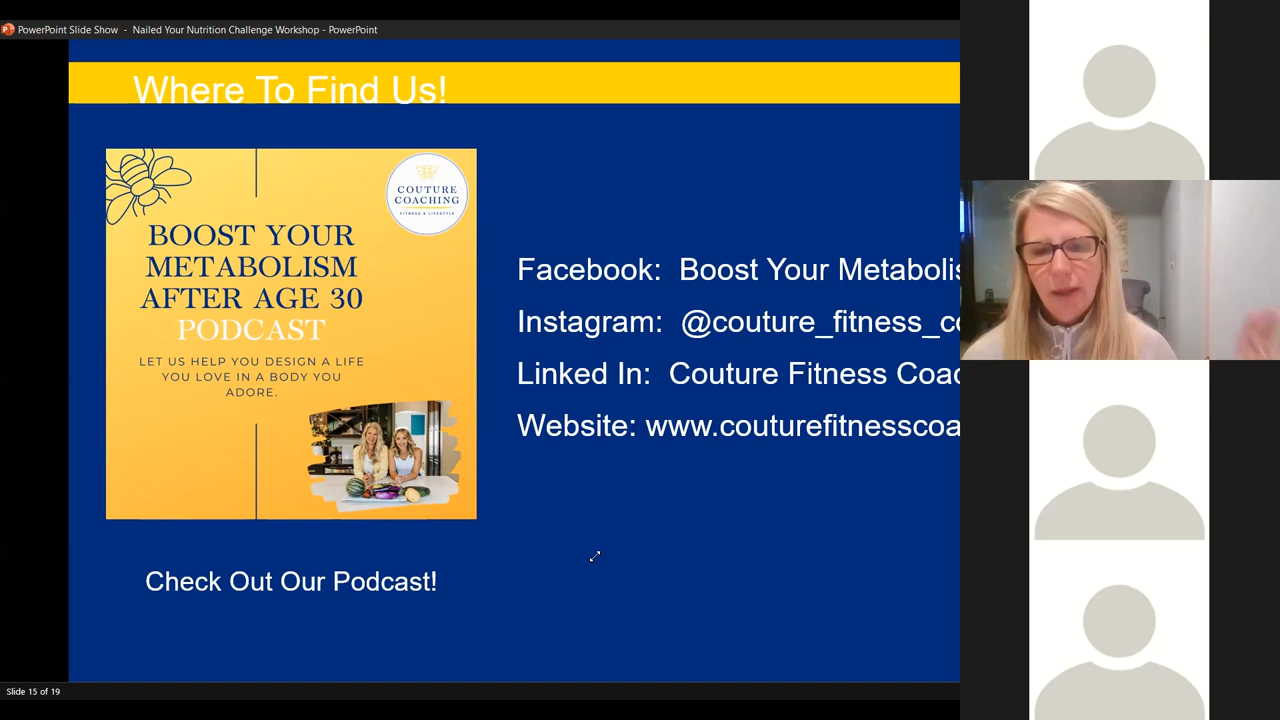 PowerPoint Slide Show - Nailed Your Nutrition Challenge Workshop - PowerPoint
Where To Find Us!
COUTURE
COACHING
FITNESS & LIFESTYLE
BOOST YOUR
METABOLISM
AFTER AGE 30
PODCAST
LET US HELP YOU DESIGN A LIFE
YOU LOVE IN A BODY YOU
ADORE.
Facebook: Boost Your Metabolis
Instagram: @couture_fitness_co
Linked In: Couture Fitness Coac
Website: www.couturefitnesscoa
Check Out Our Podcast!
Slide 15 of 19